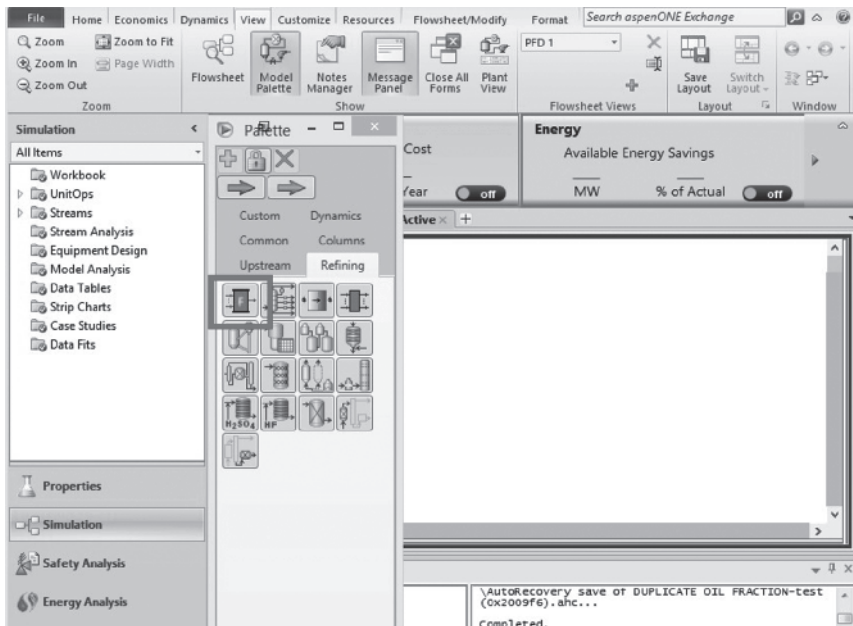 File Home Economics Dynamics View Customize Resources Flowsheet/Modify Format Search aspenONE Exchange
Zoom Zoom to Fit
Zoom In Page Width
Zoom Out
Zoom
Flowsheet
Model Palette
Notes Manager
Message Panel
Close All Forms
Plant View
Show
PFD 1
Flowsheet Views
Save Layout
Switch Layout
Layout
Window
Simulation
All Items
Workbook
UnitOps
Streams
Stream Analysis
Equipment Design
Model Analysis
Data Tables
Strip Charts
Case Studies
Data Fits
Properties
Simulation
Safety Analysis
Energy Analysis
Palette
Custom Dynamics
Common Columns
Upstream Refining
F
H2SO4 HF
Cost
Year off
Energy
Available Energy Savings
MW % of Actual off
Active
\AutoRecovery save of DUPLICATE OIL FRACTION-test
(0x2009f6).ahc...
Completed.